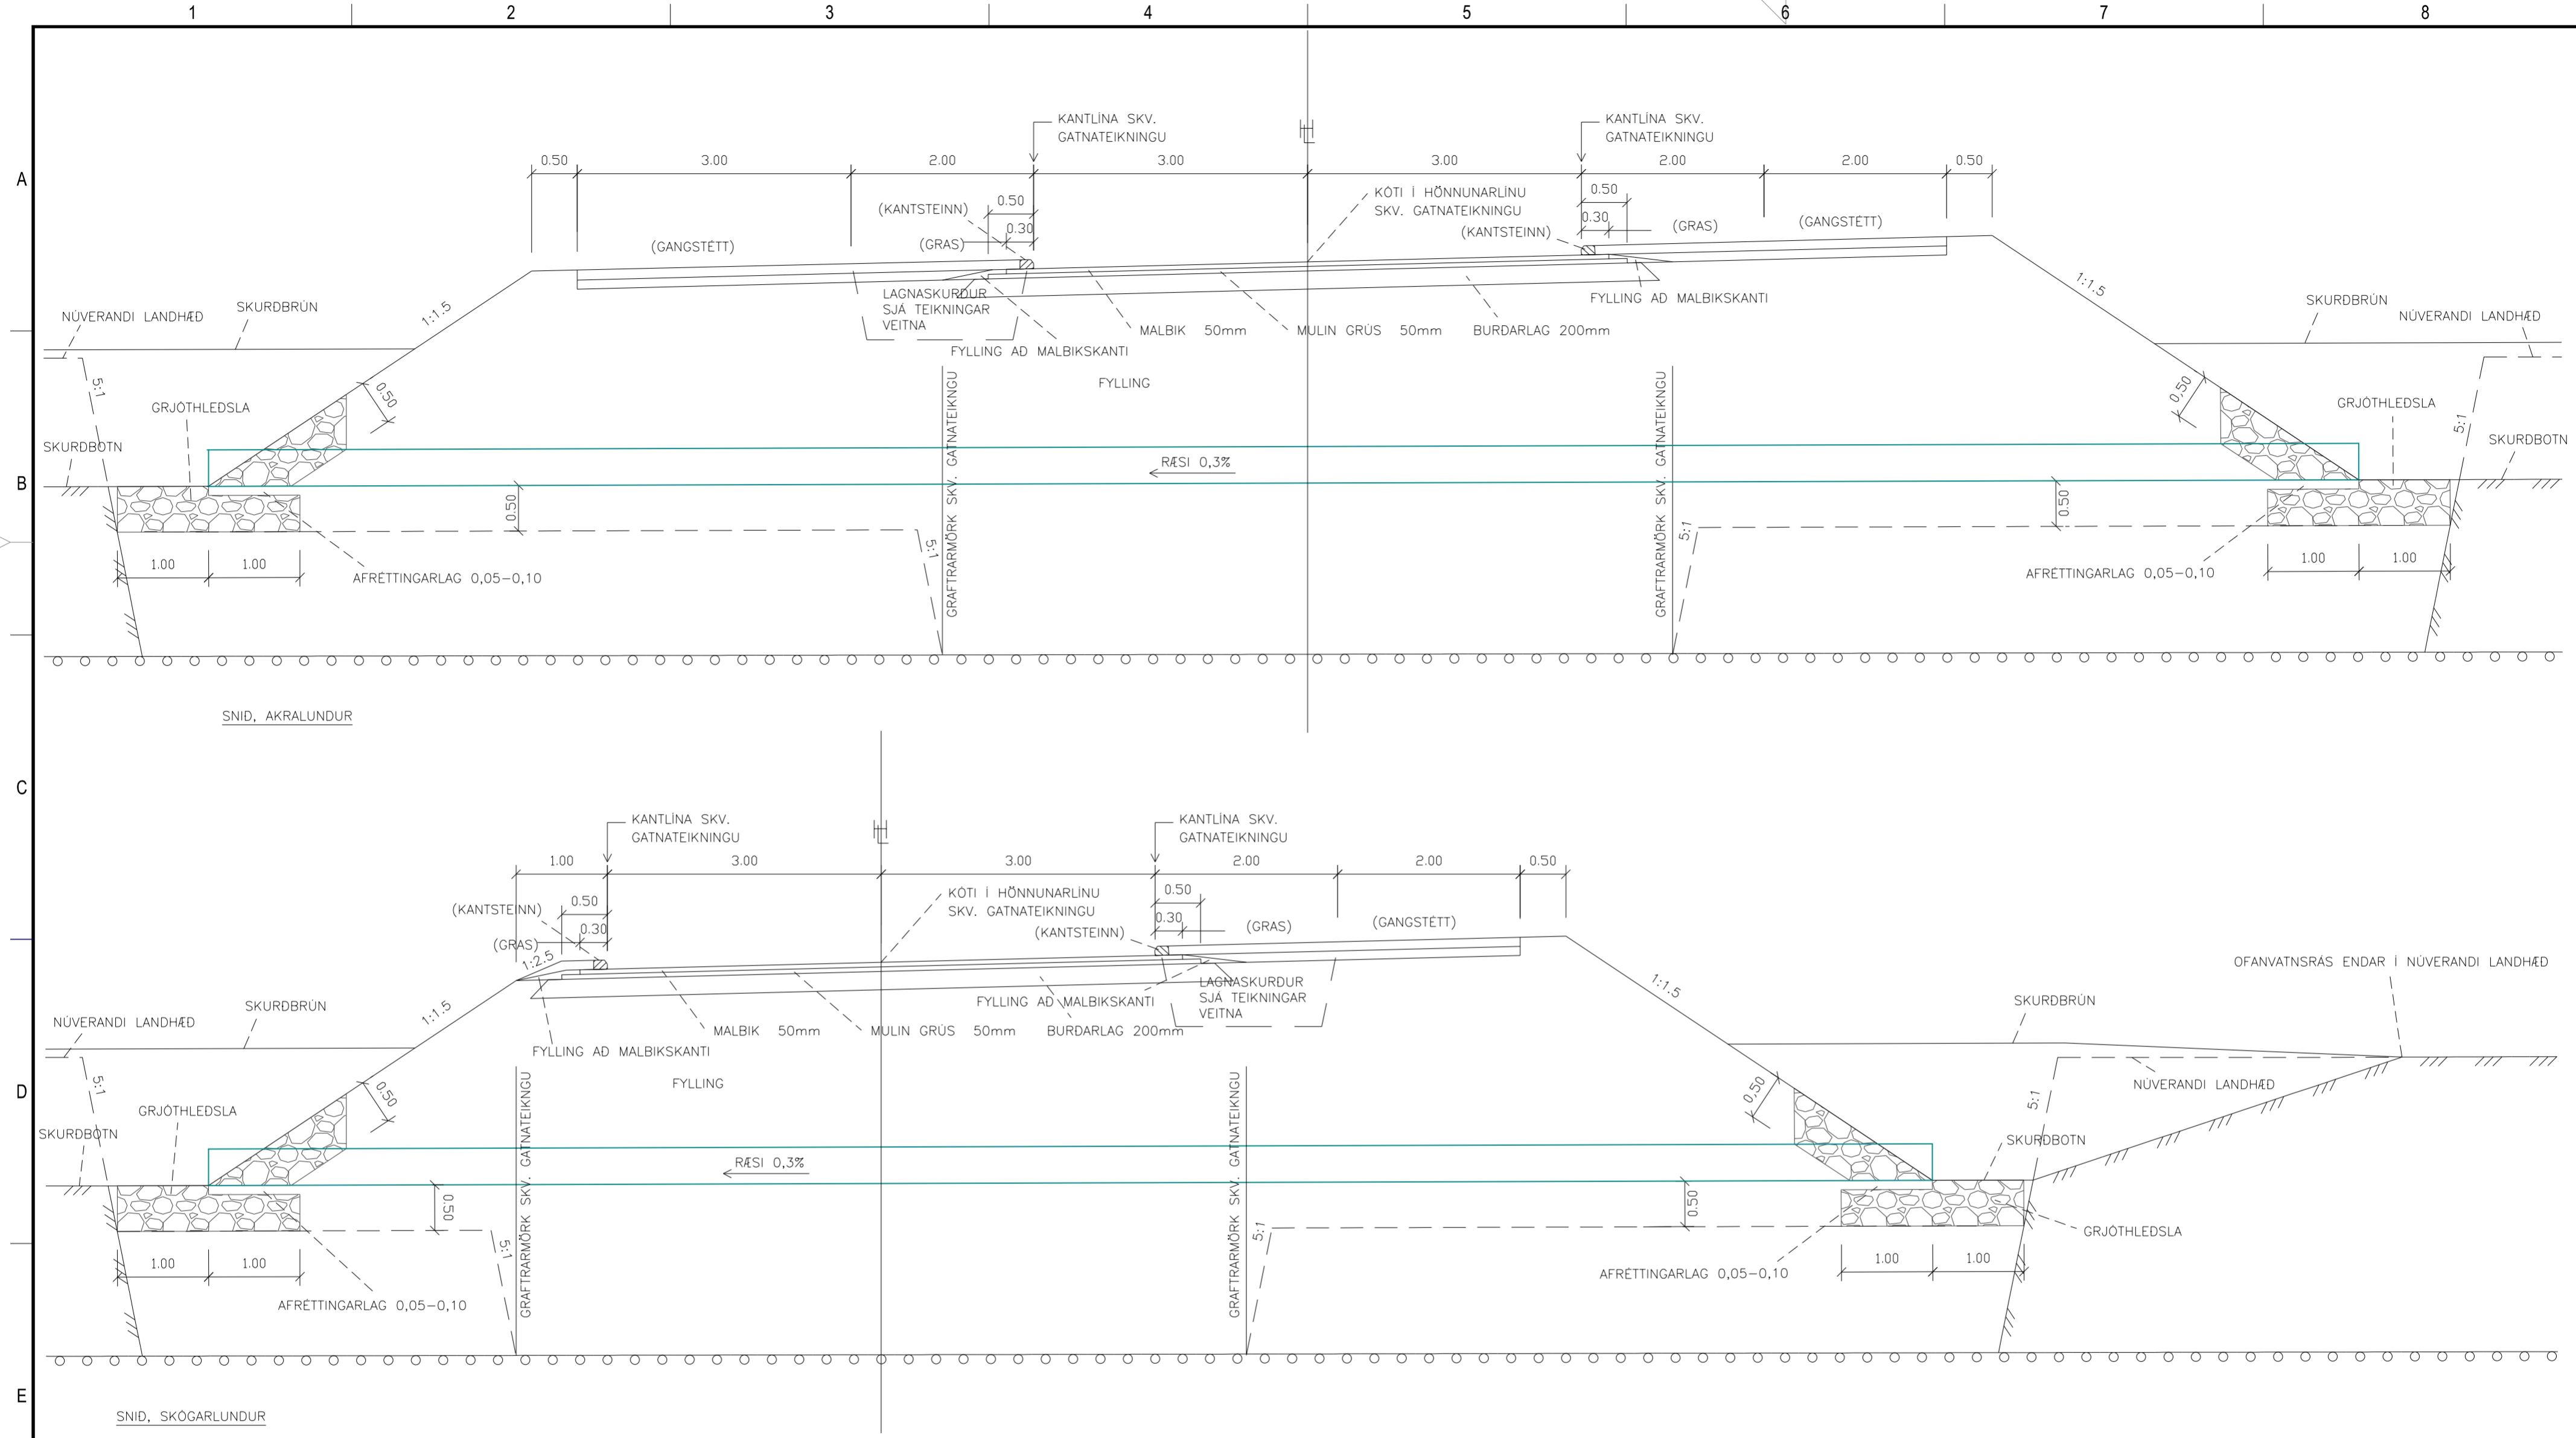 1 2 3 4 5 6 7 8
A
B
C
D
E
KANTLÍNA SKV.
GATNATEIKNINGU
KANTLÍNA SKV.
GATNATEIKNINGU
0.50 3.00 2.00 3.00 3.00 2.00 2.00 0.50
KÓTI Í HÖNNUNARLÍNU
SKV. GATNATEIKNINGU
0.50
0.30
0.50
0.30
(KANTSTEINN)
(GRAS)
(GANGSTÉTT)
(KANTSTEINN)
(GRAS)
(GANGSTÉTT)
1:1.5
1:1.5
LAGNASKURÐUR
SJÁ TEIKNINGAR
VEITNA
FYLLING AÐ MALBIKSKANTI
NÚVERANDI LANDHÆÐ
SKURÐBRÚN
SKURÐBRÚN
NÚVERANDI LANDHÆÐ
MALBIK 50mm
MULIN GRÚS 50mm
BURÐARLAG 200mm
FYLLING AÐ MALBIKSKANTI
FYLLING
5:1
0.50
0,50
5:1
GRJÓTHLEÐSLA
GRJÓTHLEÐSLA
SKURÐBOTN
SKURÐBOTN
RÆSI 0,3%
GRAFTRARMÖRK SKV. GATNATEIKNGU
GRAFTRARMÖRK SKV. GATNATEIKNGU
0.50
0.50
5:1
5:1
1.00 1.00
1.00 1.00
AFRÉTTINGARLAG 0,05-0,10
AFRÉTTINGARLAG 0,05-0,10
SNIÐ, AKRALUNDUR
KANTLÍNA SKV.
GATNATEIKNINGU
KANTLÍNA SKV.
GATNATEIKNINGU
1.00 3.00 3.00 2.00 2.00 0.50
KÓTI Í HÖNNUNARLÍNU
SKV. GATNATEIKNINGU
0.50
0.30
0.50
0.30
(KANTSTEINN)
(GRAS)
(KANTSTEINN)
(GRAS)
(GANGSTÉTT)
1:2.5
1:1.5
1:1.5
OFANVATNSRÁS ENDAR Í NÚVERANDI LANDHÆÐ
LAGNASKURÐUR
SJÁ TEIKNINGAR
VEITNA
FYLLING AÐ MALBIKSKANTI
SKURÐBRÚN
SKURÐBRÚN
NÚVERANDI LANDHÆÐ
MALBIK 50mm
MULIN GRÚS 50mm
BURÐARLAG 200mm
FYLLING AÐ MALBIKSKANTI
FYLLING
NÚVERANDI LANDHÆÐ
5:1
0.50
0,50
5:1
GRJÓTHLEÐSLA
SKURÐBOTN
SKURÐBOTN
RÆSI 0,3%
GRAFTRARMÖRK SKV. GATNATEIKNGU
GRAFTRARMÖRK SKV. GATNATEIKNGU
0.50
0.50
5:1
5:1
GRJÓTHLEÐSLA
1.00 1.00
1.00 1.00
AFRÉTTINGARLAG 0,05-0,10
AFRÉTTINGARLAG 0,05-0,10
SNIÐ, SKÓGARLUNDUR